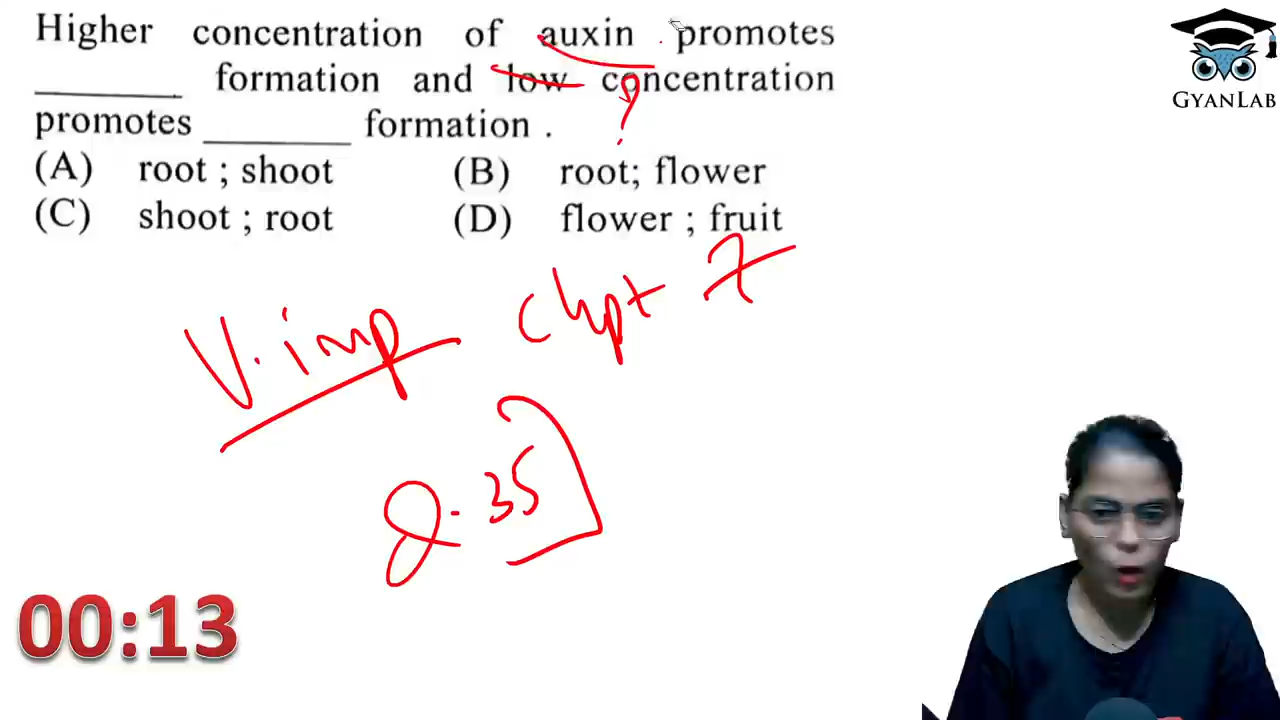 Higher concentration of auxin promotes
________ formation and low concentration
promotes ________ formation .
(A) root ; shoot (B) root; flower
(C) shoot ; root (D) flower ; fruit
?
V. imp Chpt 7
Q. 35
00:13
GYANLAB